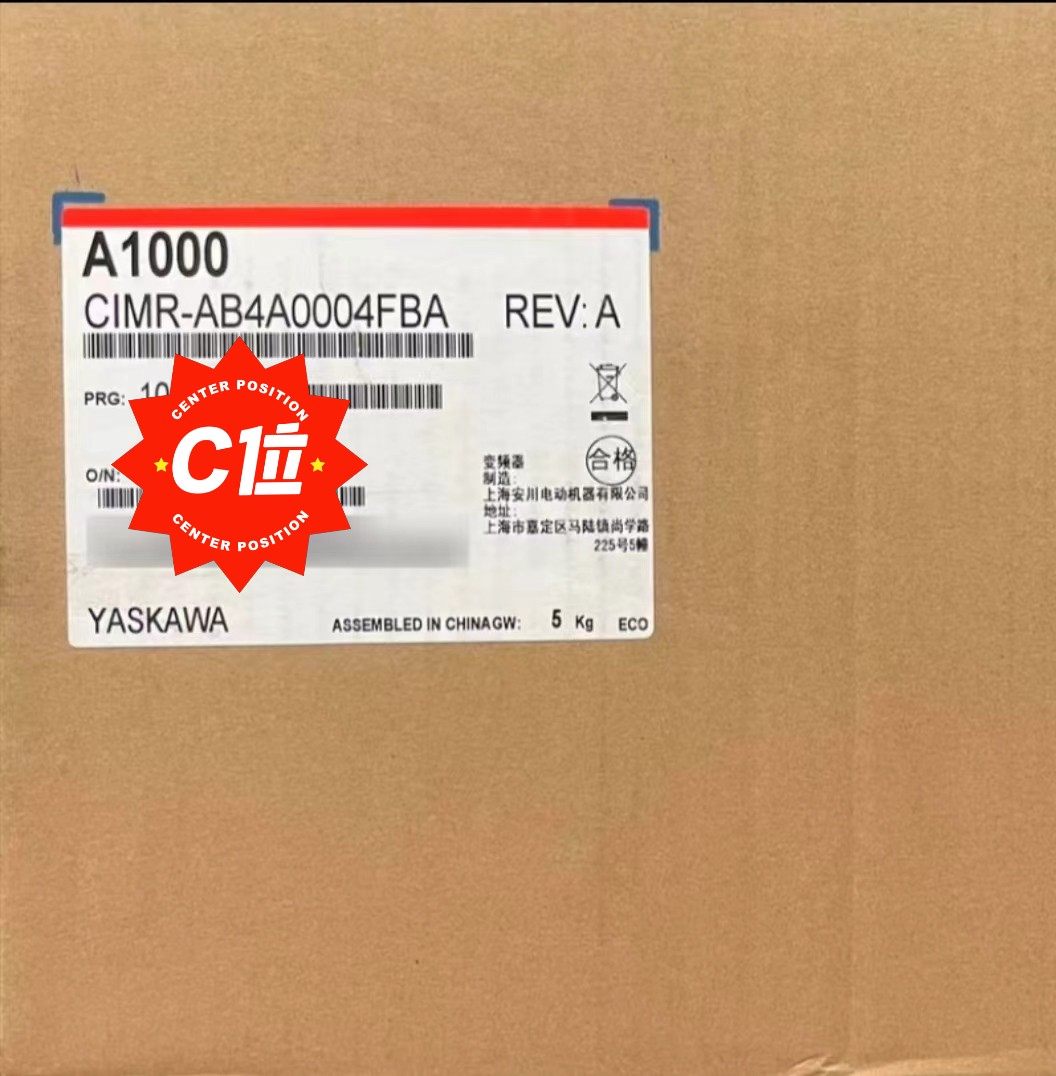 A1000
CIMR-AB4A0004FBA REV: A
PRG: 10
O/N:
CENTER POSITION
C1位
CENTER POSITION
合格
变频器
制造:
上海安川电动机器有限公司
地址:
上海市嘉定区马陆镇尚学路
225号5幢
YASKAWA
ASSEMBLED IN CHINA GW: 5 Kg ECO